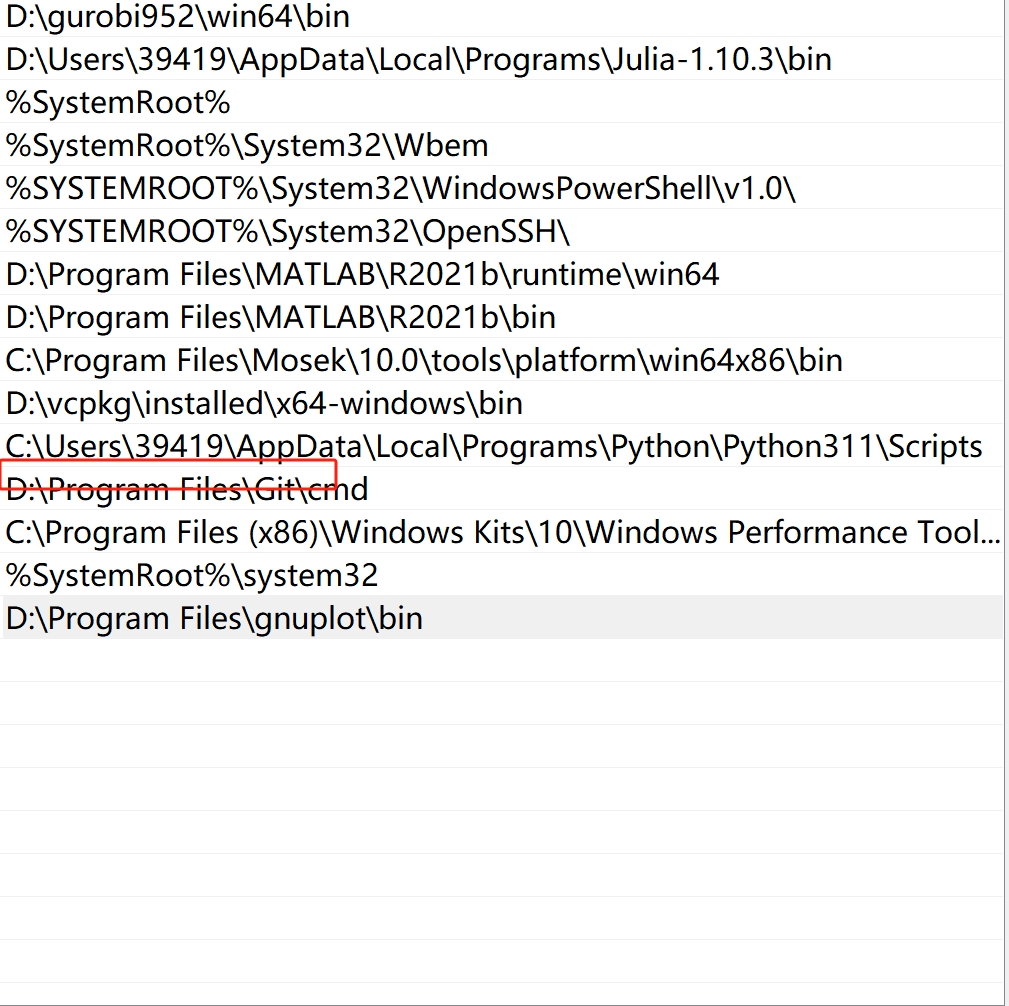 D:\gurobi952\win64\bin
D:\Users\39419\AppData\Local\Programs\Julia-1.10.3\bin
%SystemRoot%
%SystemRoot%\System32\Wbem
%SYSTEMROOT%\System32\WindowsPowerShell\v1.0\
%SYSTEMROOT%\System32\OpenSSH\
D:\Program Files\MATLAB\R2021b\runtime\win64
D:\Program Files\MATLAB\R2021b\bin
C:\Program Files\Mosek\10.0\tools\platform\win64x86\bin
D:\vcpkg\installed\x64-windows\bin
C:\Users\39419\AppData\Local\Programs\Python\Python311\Scripts
D:\Program Files\Git\cmd
C:\Program Files (x86)\Windows Kits\10\Windows Performance Tool...
%SystemRoot%\system32
D:\Program Files\gnuplot\bin